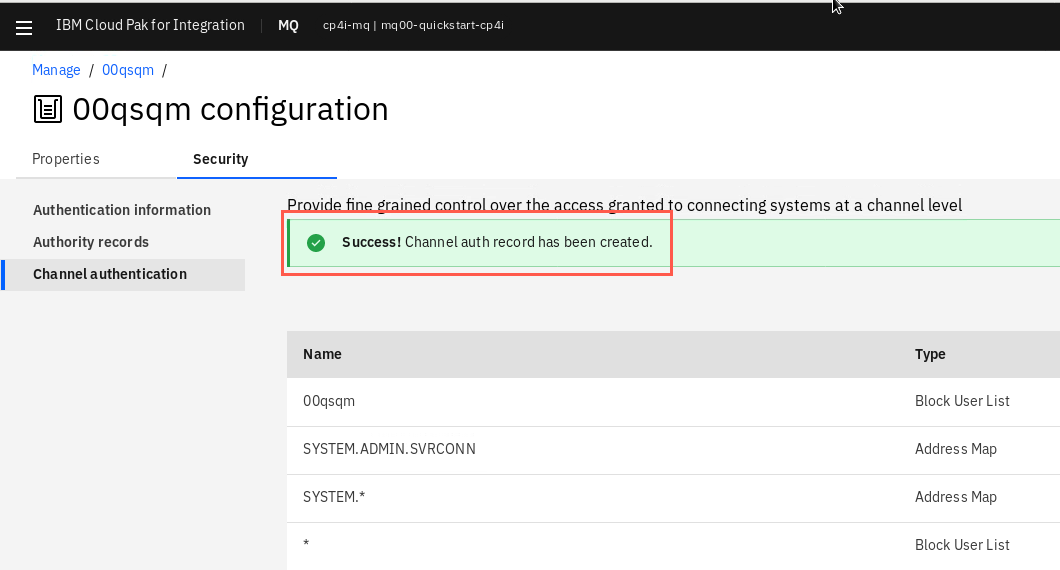 IBM Cloud Pak for Integration MQ cp4i-mq | mq00-quickstart-cp4i
Manage / 00qsqm /
00qsqm configuration
Properties Security
Authentication information
Authority records
Channel authentication
Provide fine grained control over the access granted to connecting systems at a channel level
Success! Channel auth record has been created.
Name Type
00qsqm Block User List
SYSTEM.ADMIN.SVRCONN Address Map
SYSTEM.* Address Map
* Block User List